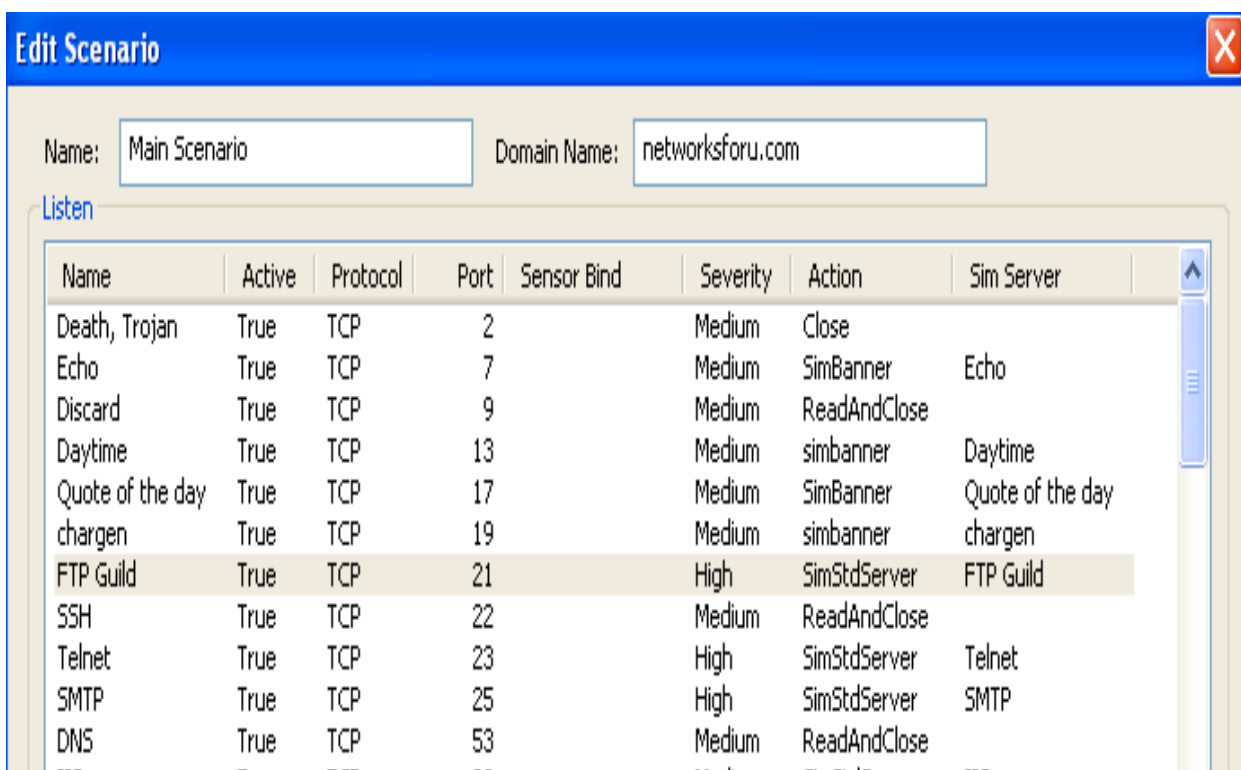 Edit Scenario
Name: Main Scenario Domain Name: networksforu.com
Listen
Name Active Protocol Port Sensor Bind Severity Action Sim Server
Death, Trojan True TCP 2 Medium Close
Echo True TCP 7 Medium SimBanner Echo
Discard True TCP 9 Medium ReadAndClose
Daytime True TCP 13 Medium simbanner Daytime
Quote of the day True TCP 17 Medium SimBanner Quote of the day
chargen True TCP 19 Medium simbanner chargen
FTP Guild True TCP 21 High SimStdServer FTP Guild
SSH True TCP 22 Medium ReadAndClose
Telnet True TCP 23 High SimStdServer Telnet
SMTP True TCP 25 High SimStdServer SMTP
DNS True TCP 53 Medium ReadAndClose